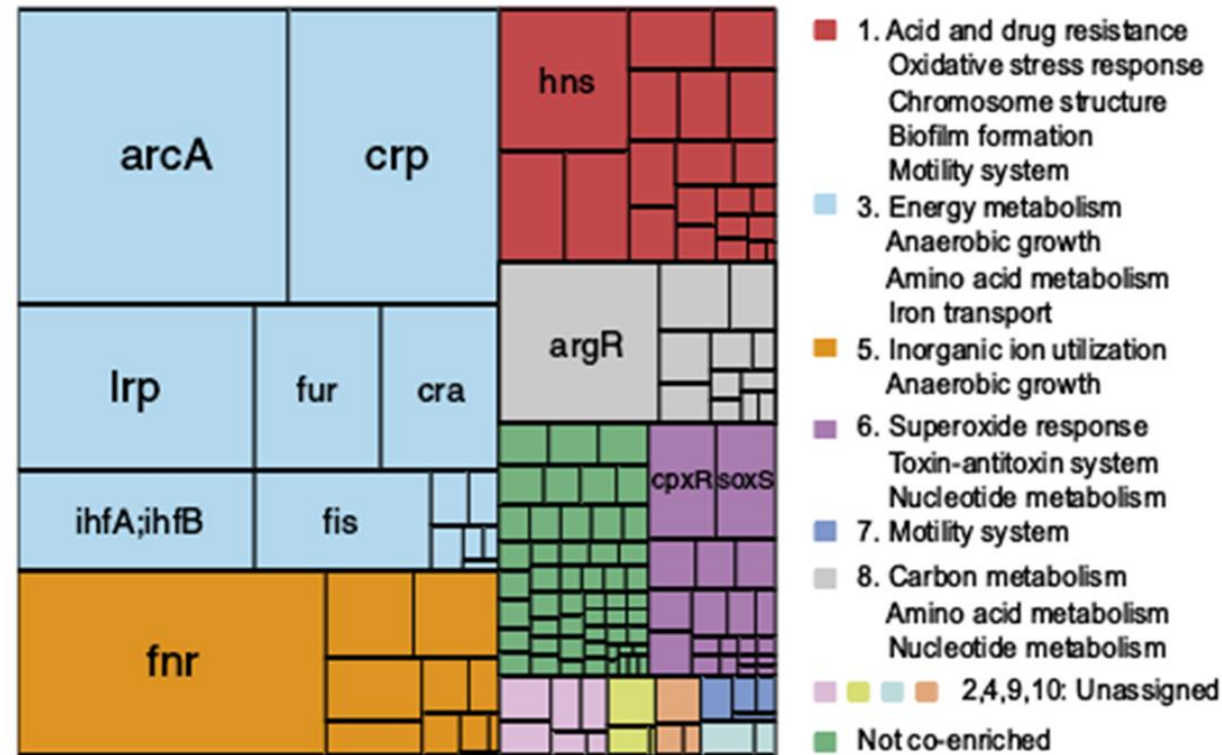 arcA
crp
lrp
fur
cra
ihfA;ihfB
fis
fnr
hns
argR
cpxR
soxS
1. Acid and drug resistance
Oxidative stress response
Chromosome structure
Biofilm formation
Motility system
3. Energy metabolism
Anaerobic growth
Amino acid metabolism
Iron transport
5. Inorganic ion utilization
Anaerobic growth
6. Superoxide response
Toxin-antitoxin system
Nucleotide metabolism
7. Motility system
8. Carbon metabolism
Amino acid metabolism
Nucleotide metabolism
2,4,9,10: Unassigned
Not co-enriched